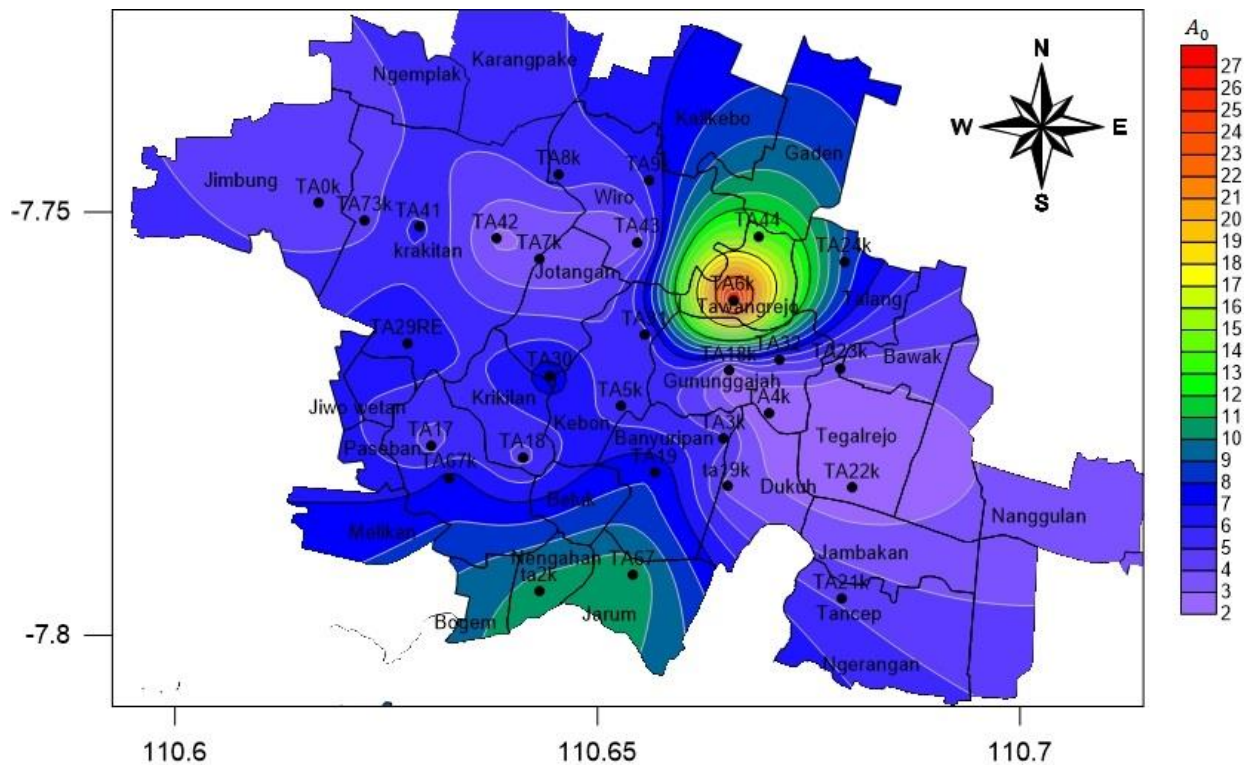 A₀
N
W E
S
27
26
25
24
23
22
21
20
19
18
17
16
15
14
13
12
11
10
9
8
7
6
5
4
3
2
-7.75
-7.8
110.6
110.65
110.7
Karangpake
Ngemplak
Kalikebo
Gaden
TA8k
TA9k
Jimbung
TA0k
Wiro
TA73k
TA41
TA42
TA43
TA44
krakitan
TA7k
Jotangan
TA24k
TA6k
Talang
Tawangrejo
TA31
TA29RE
TA32
TA18k
TA23k
Bawak
TA30
Gununggajah
Krikilan
TA5k
TA4k
Jiwo wetan
Kebon
TA17
Banyuripan
TA3k
Tegalrejo
Paseban
TA18
TA67k
TA19
ta19k
Dukuh
TA22k
Beluk
Nanggulan
Malikan
Nengahan
TA67
Jambakan
ta2k
TA21k
Bogem
Jarum
Tancep
Ngerangan